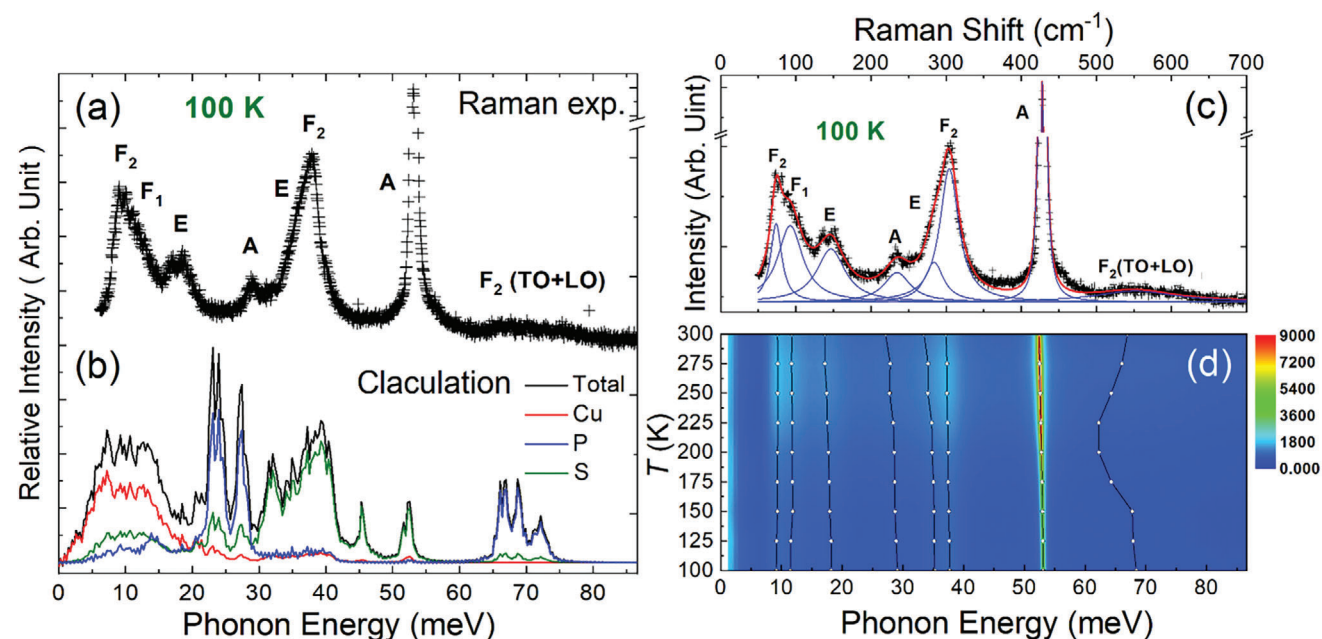 (a)
100 K
Raman exp.
F2
F1
E
A
E
F2
A
F2 (TO+LO)
Relative Intensity ( Arb. Unit )
(b)
Claculation
Total
Cu
P
S
0 10 20 30 40 50 60 70 80
Phonon Energy (meV)
Raman Shift (cm-1)
0 100 200 300 400 500 600 700
(c)
100 K
Intensity (Arb. Uint)
F2
F1
E
A
E
F2
A
F2(TO+LO)
(d)
T (K)
300
275
250
225
200
175
150
125
100
9000
7200
5400
3600
1800
0.000
0 10 20 30 40 50 60 70 80
Phonon Energy (meV)